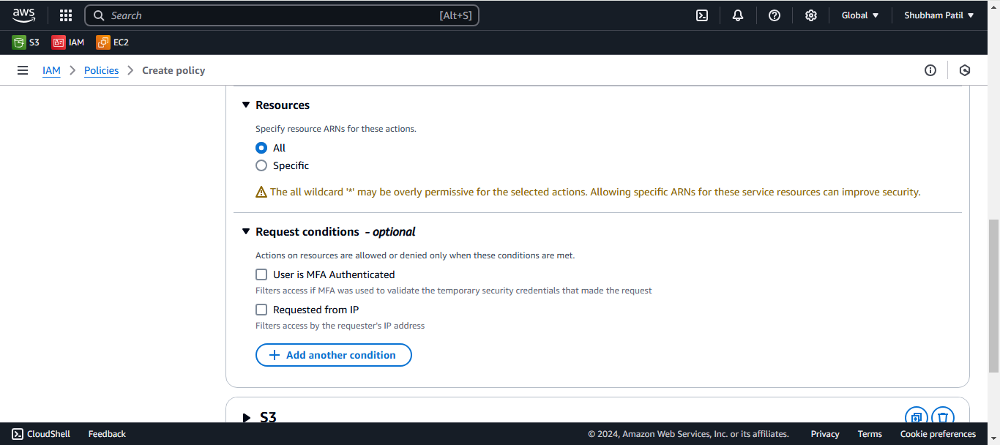 aws
Search [Alt+S]
Global Shubham Patil
S3 IAM EC2
IAM Policies Create policy
Resources
Specify resource ARNs for these actions.
All
Specific
The all wildcard '*' may be overly permissive for the selected actions. Allowing specific ARNs for these service resources can improve security.
Request conditions - optional
Actions on resources are allowed or denied only when these conditions are met.
User is MFA Authenticated
Filters access if MFA was used to validate the temporary security credentials that made the request
Requested from IP
Filters access by the requester's IP address
Add another condition
S3
CloudShell Feedback © 2024, Amazon Web Services, Inc. or its affiliates. Privacy Terms Cookie preferences